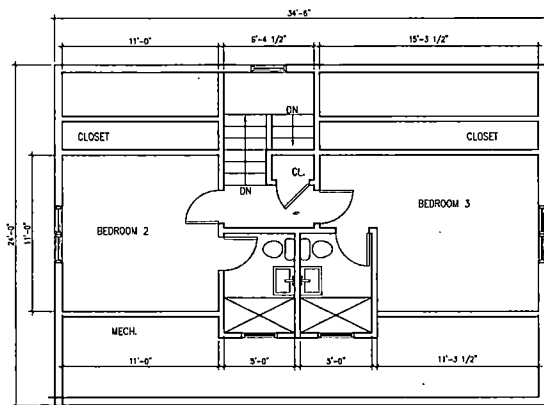 34'-6"
11'-0"
6'-4 1/2"
15'-3 1/2"
DN
CLOSET
CLOSET
CL.
DN
BEDROOM 3
BEDROOM 2
24'-0"
11'-0"
MECH.
11'-0"
5'-0"
5'-0"
11'-3 1/2"